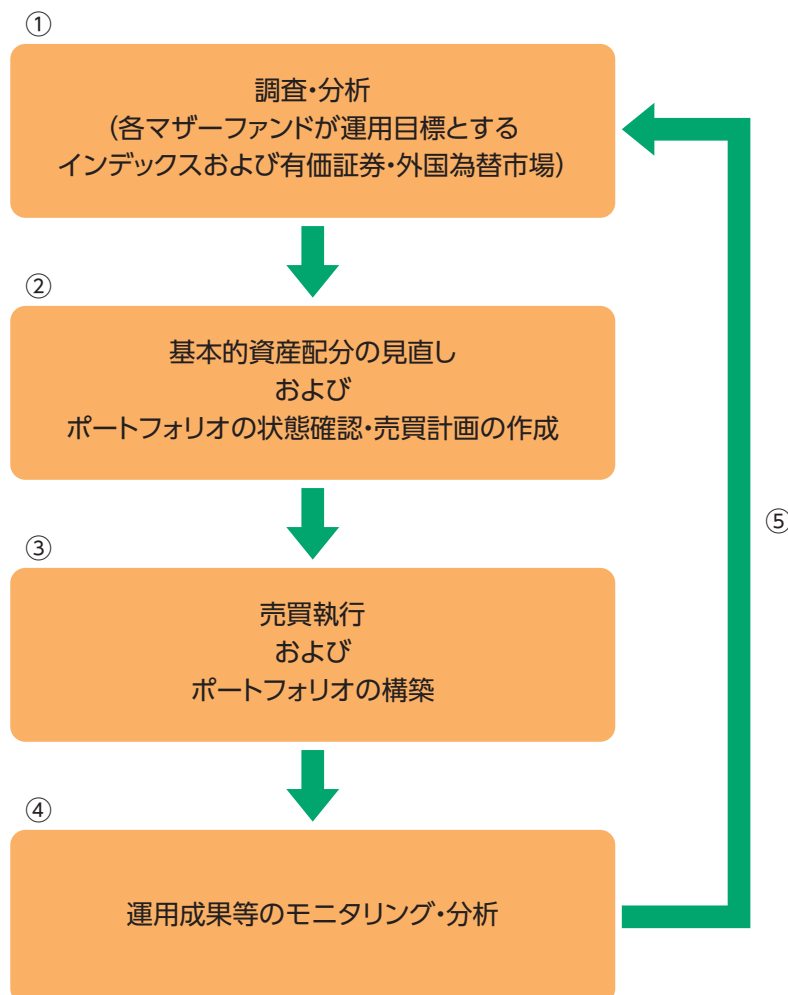 ①
調査・分析
(各マザーファンドが運用目標とする
インデックスおよび有価証券・外国為替市場)
②
基本的資産配分の見直し
および
ポートフォリオの状態確認・売買計画の作成
⑤
③
売買執行
および
ポートフォリオの構築
④
運用成果等のモニタリング・分析